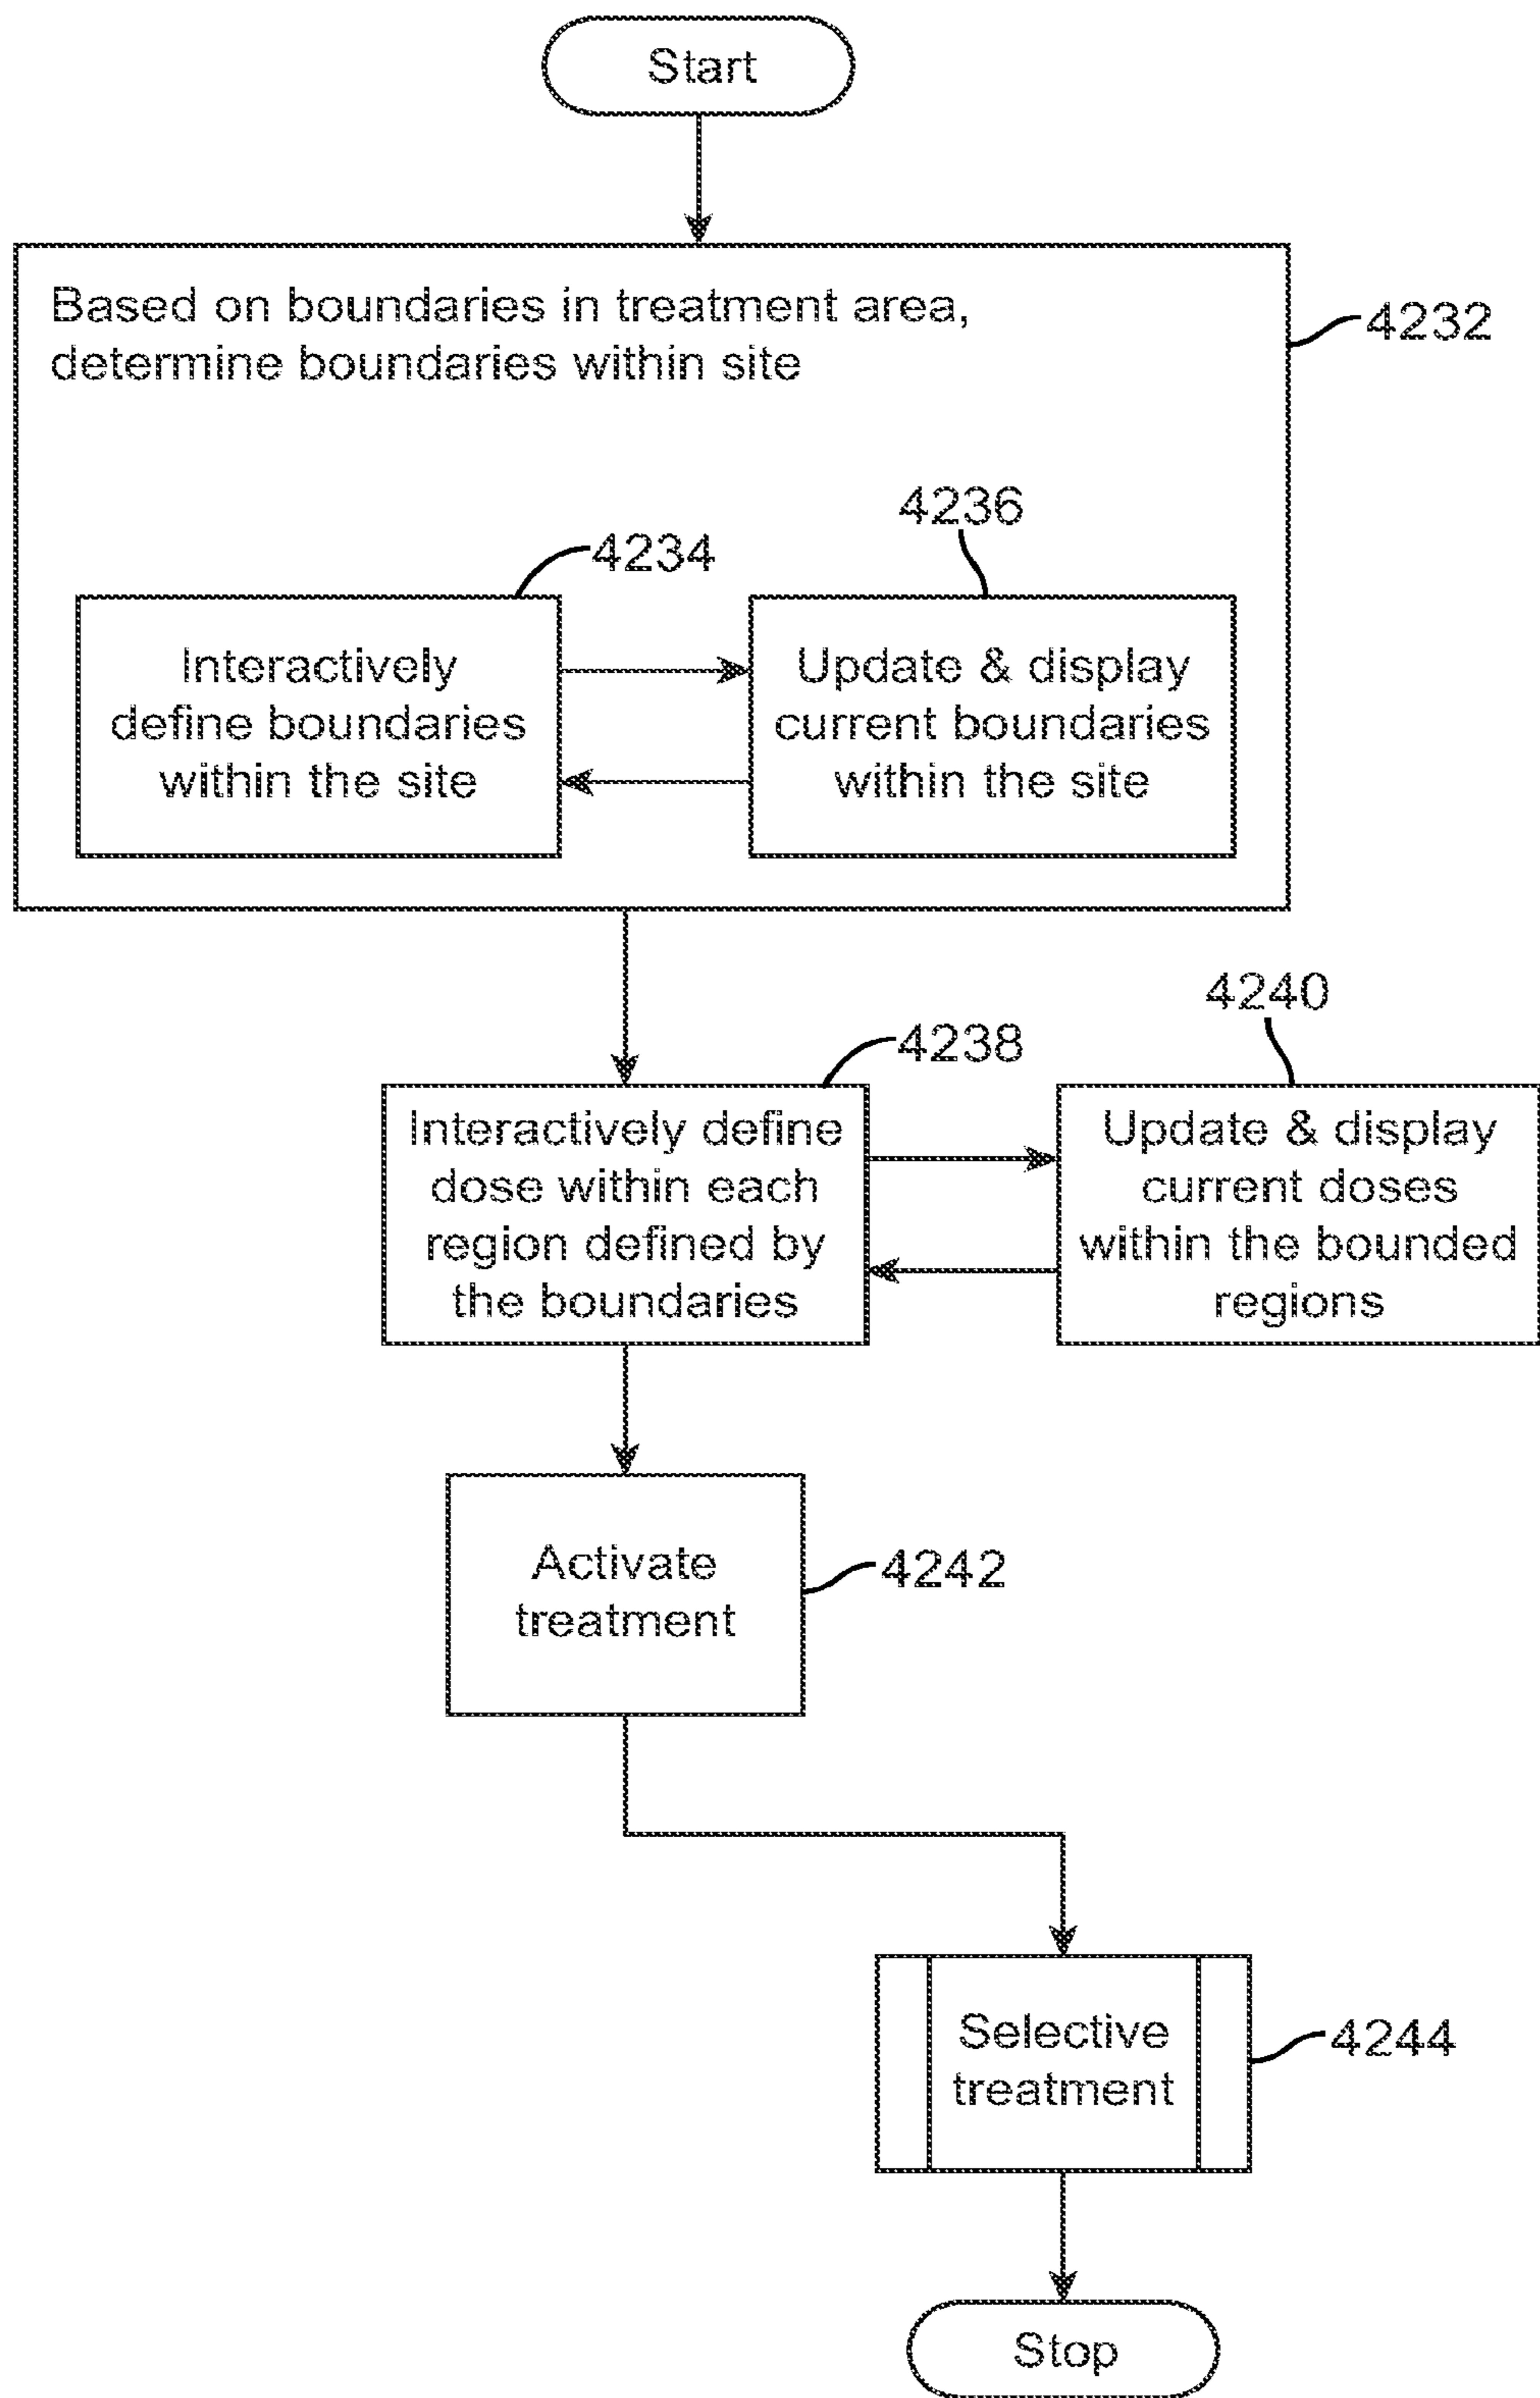 Start
Based on boundaries in treatment area,
determine boundaries within site
4232
4234
4236
Interactively
define boundaries
within the site
Update & display
current boundaries
within the site
4238
4240
Interactively define
dose within each
region defined by
the boundaries
Update & display
current doses
within the bounded
regions
Activate
treatment
4242
Selective
treatment
4244
Stop